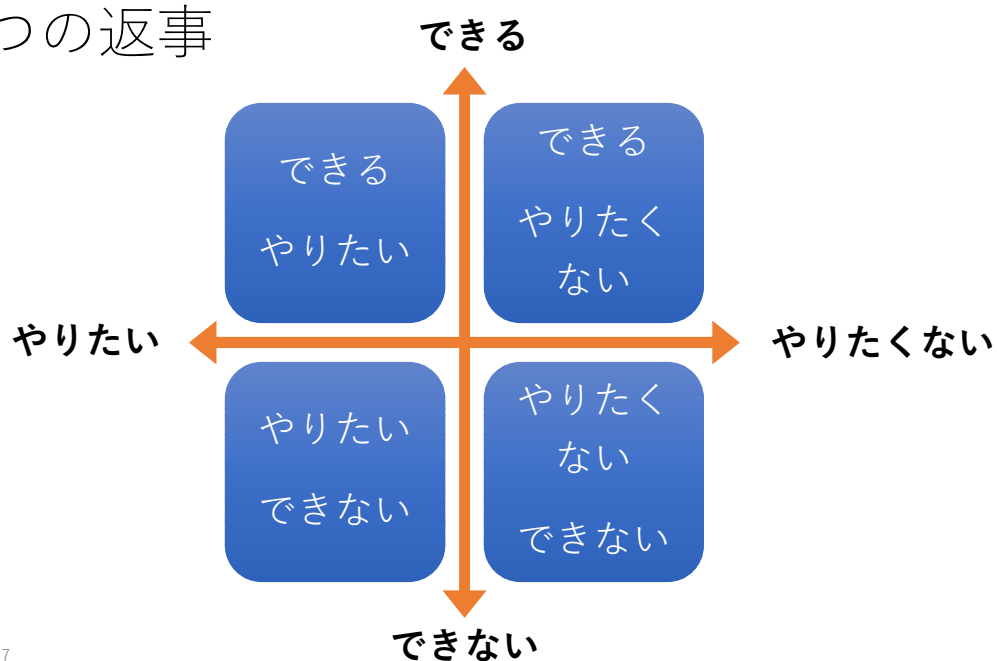 つの返事
できる
できる
やりたい
できる
やりたく
ない
やりたい
やりたくない
やりたい
できない
やりたく
ない
できない
できない
7